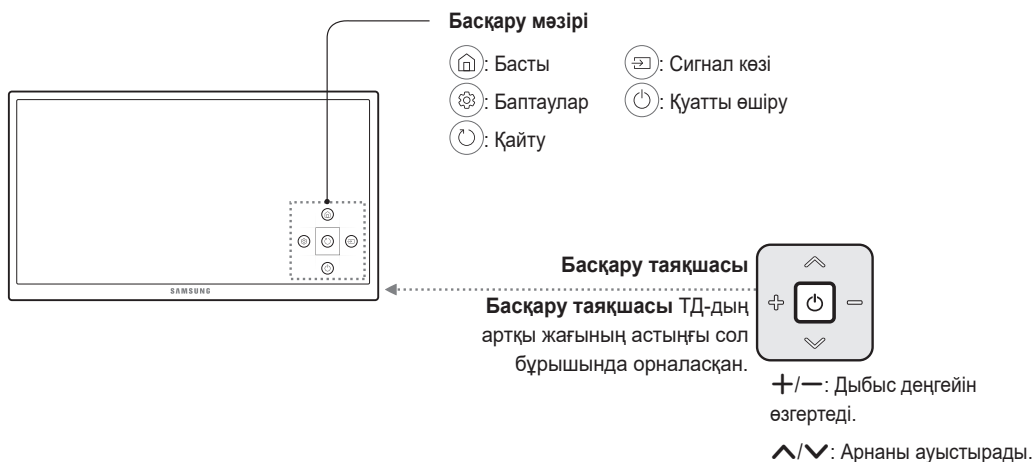 Басқару мәзірі
: Басты
: Сигнал көзі
: Баптаулар
: Қуатты өшіру
: Қайту
SAMSUNG
Басқару таяқшасы
Басқару таяқшасы ТД-дың
артқы жағының астыңғы сол
бұрышында орналасқан.
+/−: Дыбыс деңгейін
өзгертеді.
∧/∨: Арнаны ауыстырады.